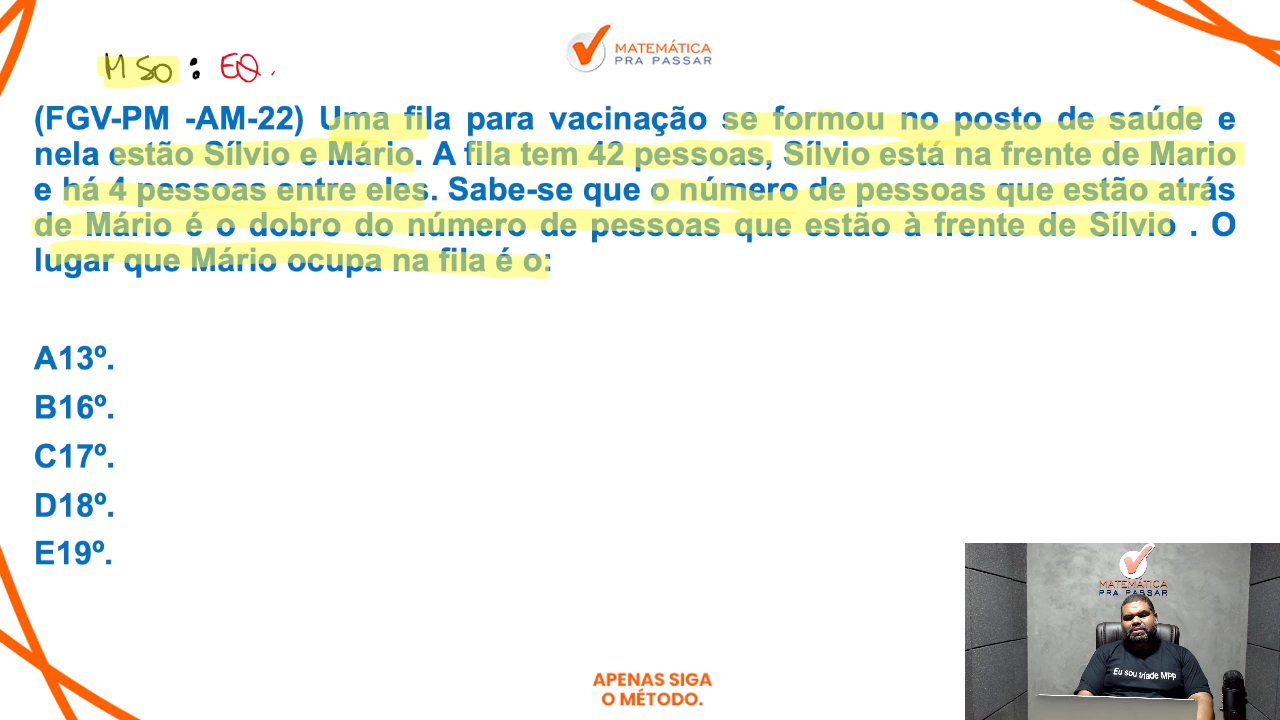 MATEMÁTICA
PRA PASSAR
MSO : EQ.
(FGV-PM -AM-22) Uma fila para vacinação se formou no posto de saúde e
nela estão Sílvio e Mário. A fila tem 42 pessoas, Sílvio está na frente de Mario
e há 4 pessoas entre eles. Sabe-se que o número de pessoas que estão atrás
de Mário é o dobro do número de pessoas que estão à frente de Sílvio . O
lugar que Mário ocupa na fila é o:
A13º.
B16º.
C17º.
D18º.
E19º.
MATEMÁTICA
PRA PASSAR
Eu sou tríade MPP
APENAS SIGA
O MÉTODO.